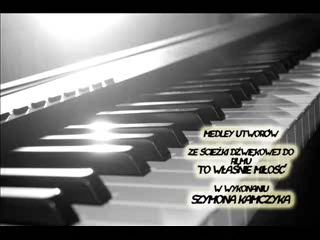 MEDLEY UTWORÓW
ZE ŚCIEŻKI DŹWIĘKOWEJ DO
FILMU
TO WŁAŚNIE MIŁOŚĆ
W WYKONANIU
SZYMONA KAMCZYKA